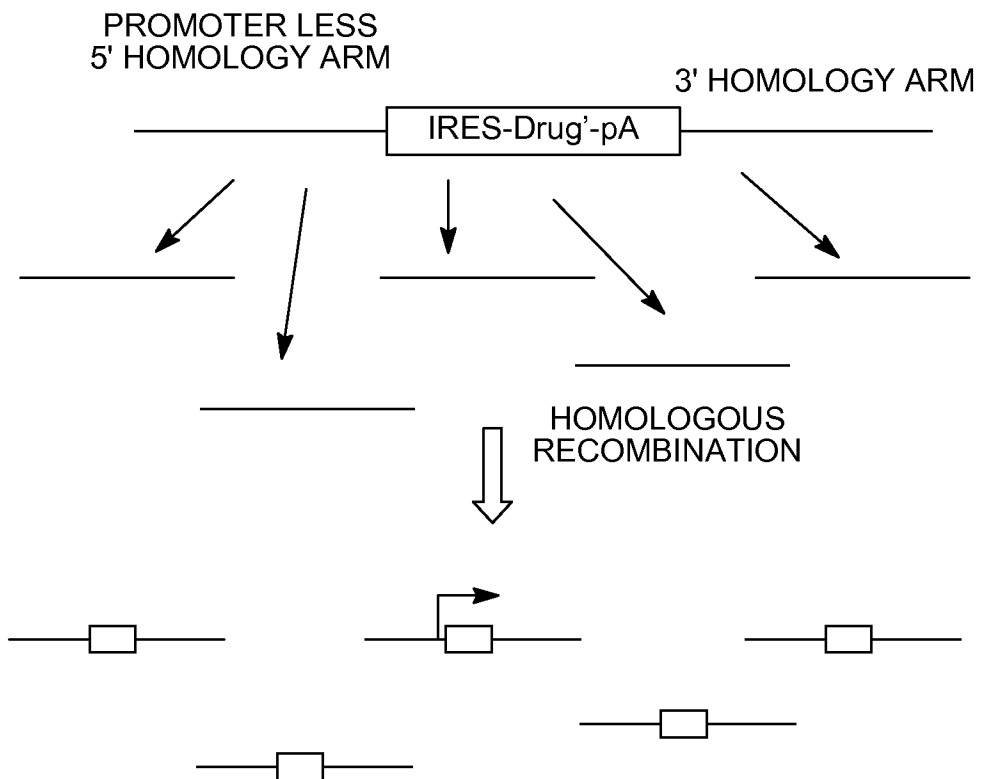 PROMOTER LESS
5' HOMOLOGY ARM
3' HOMOLOGY ARM
IRES-Drug’-pA
HOMOLOGOUS
RECOMBINATION